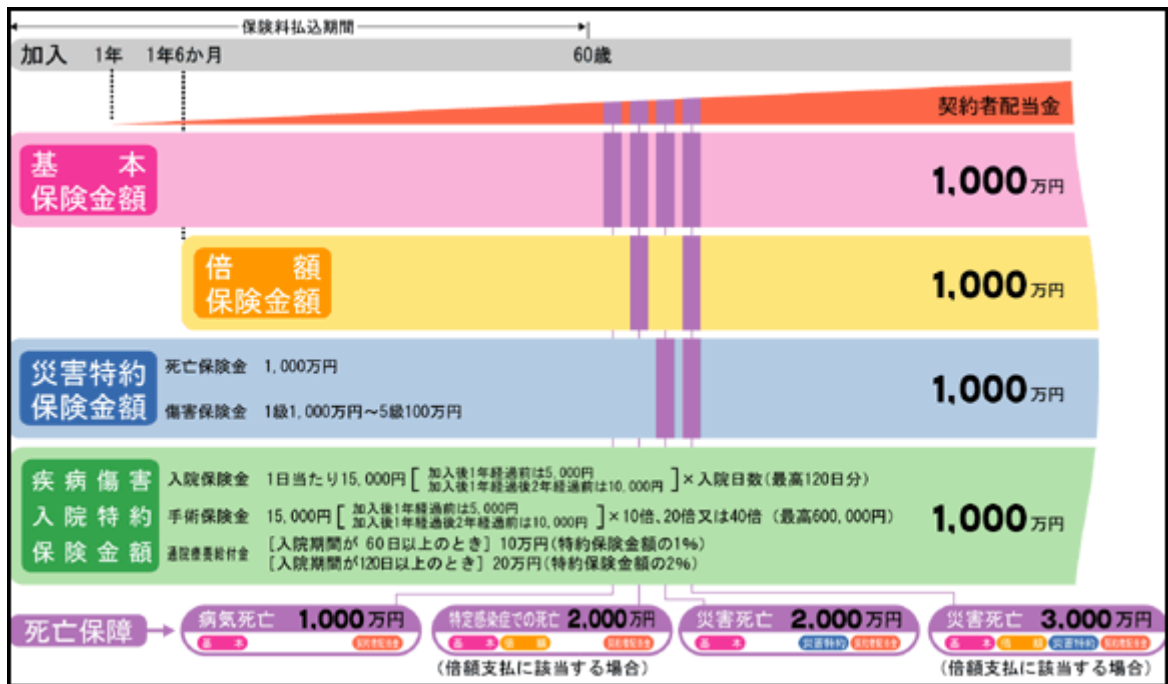 保険料払込期間
加入 1年 1年6か月 60歳
契約者配当金
基本
保険金額
1,000万円
倍額
保険金額
1,000万円
災害特約
保険金額
死亡保険金 1,000万円
傷害保険金 1級1,000万円～5級100万円
1,000万円
疾病傷害
入院特約
保険金額
入院保険金 1日当たり15,000円[加入後1年経過前は5,000円
加入後1年経過後2年経過前は10,000円]×入院日数(最高120日分)
手術保険金 15,000円[加入後1年経過前は5,000円
加入後1年経過後2年経過前は10,000円]×10倍、20倍又は40倍 (最高600,000円)
通院療養給付金 [入院期間が 60日以上のとき] 10万円(特約保険金額の1%)
[入院期間が120日以上のとき] 20万円(特約保険金額の2%)
1,000万円
死亡保障
病気死亡 1,000万円
基本 契約者配当金
特定感染症での死亡 2,000万円
基本 倍額 契約者配当金
(倍額支払に該当する場合)
災害死亡 2,000万円
基本 災害特約 契約者配当金
災害死亡 3,000万円
基本 倍額 災害特約 契約者配当金
(倍額支払に該当する場合)